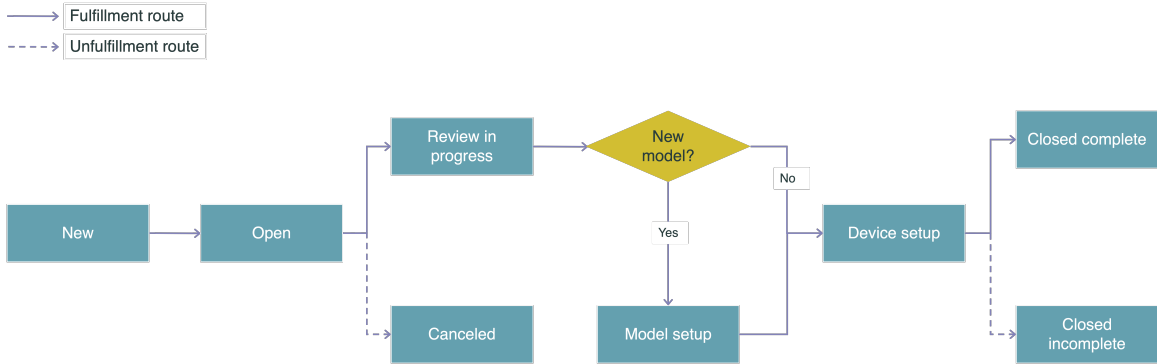 Fulfillment route
Unfulfillment route
New
Open
Review in
progress
Canceled
New
model?
Yes
No
Model setup
Device setup
Closed complete
Closed
incomplete